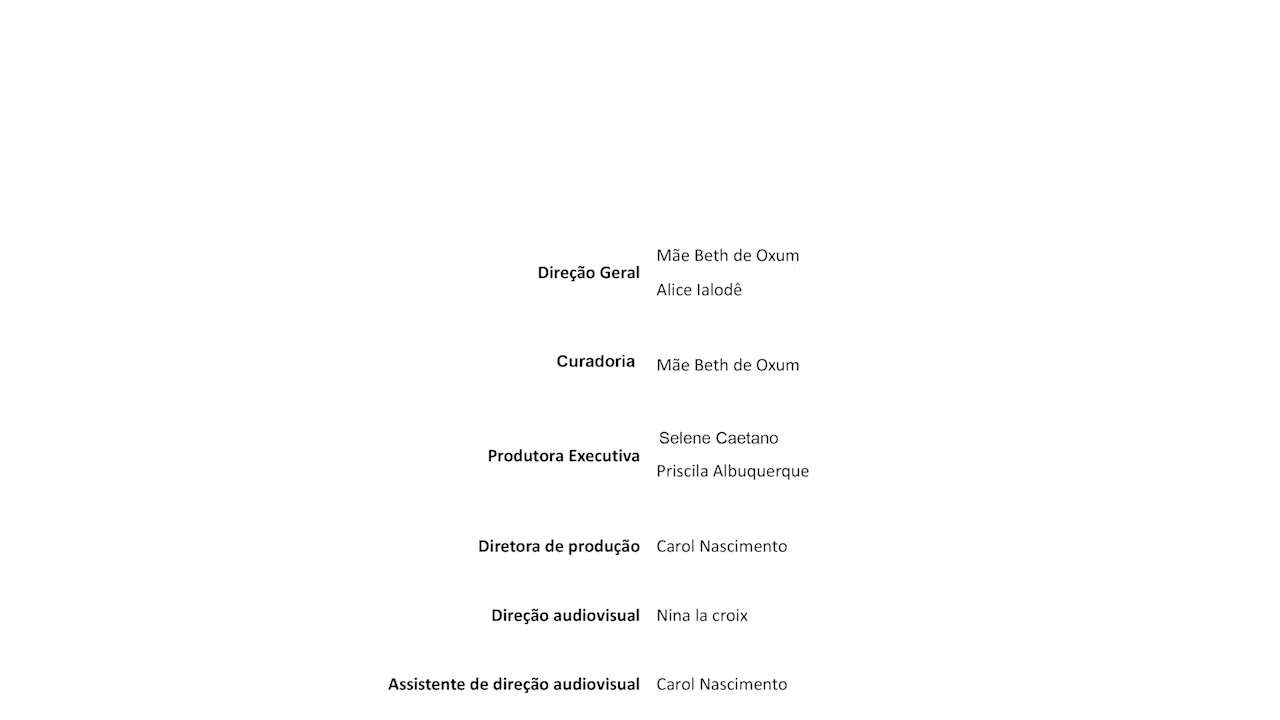 Direção Geral
Mãe Beth de Oxum
Alice Ialodê
Curadoria
Mãe Beth de Oxum
Produtora Executiva
Selene Caetano
Priscila Albuquerque
Diretora de produção
Carol Nascimento
Direção audiovisual
Nina la croix
Assistente de direção audiovisual
Carol Nascimento